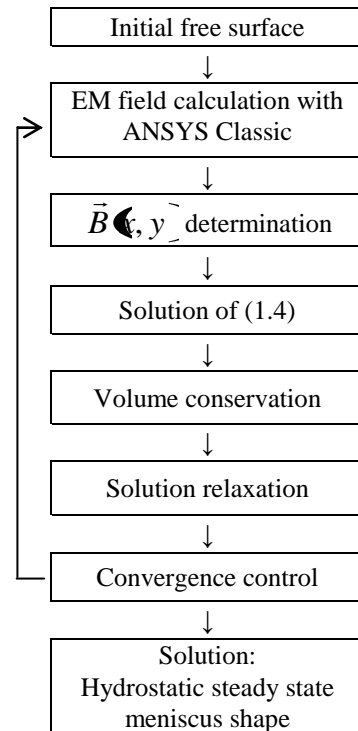 Initial free surface
↓
EM field calculation with
ANSYS Classic
↓
B⃗(x, y) determination
↓
Solution of (1.4)
↓
Volume conservation
↓
Solution relaxation
↓
Convergence control
↓
Solution:
Hydrostatic steady state
meniscus shape